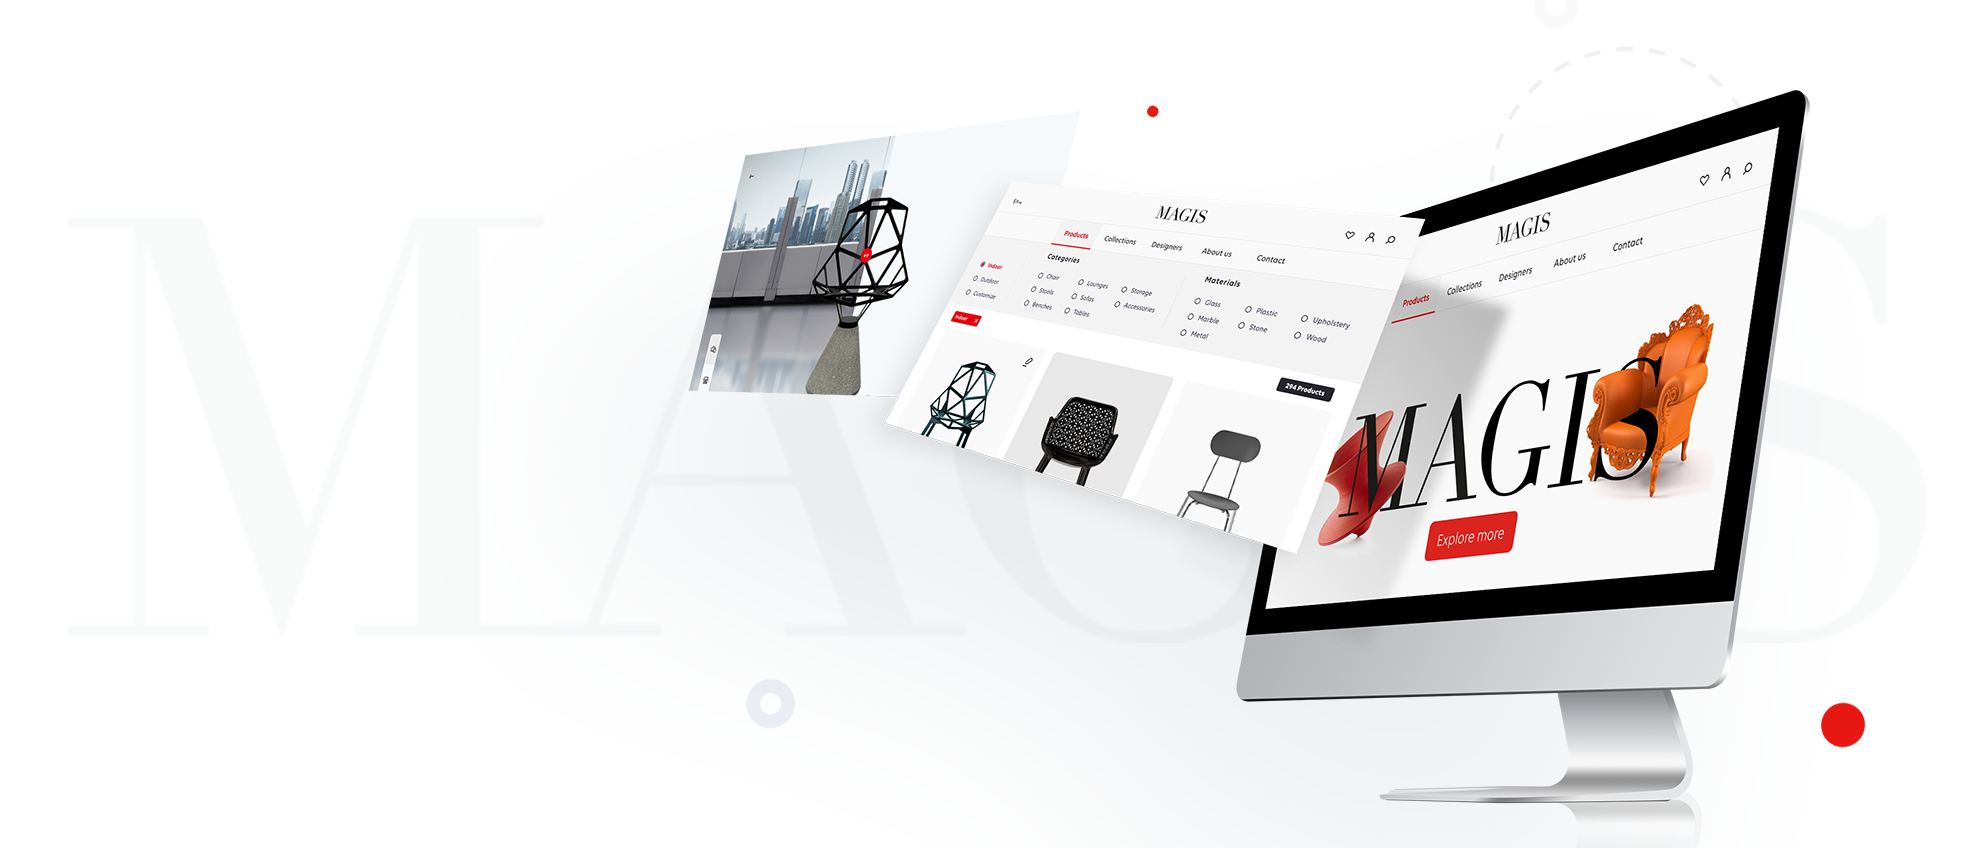 MAGIS
En
MAGIS
Products Collections Designers About us Contact
Indoor
Outdoor
Customize
Categories
Chair Lounges Storage
Stools Sofas Accessories
Benches Tables
Materials
Glass Plastic Upholstery
Marble Stone Wood
Metal
Indoor x
294 Products
MAGIS
Products Collections Designers About us Contact
MAGIS
Explore more